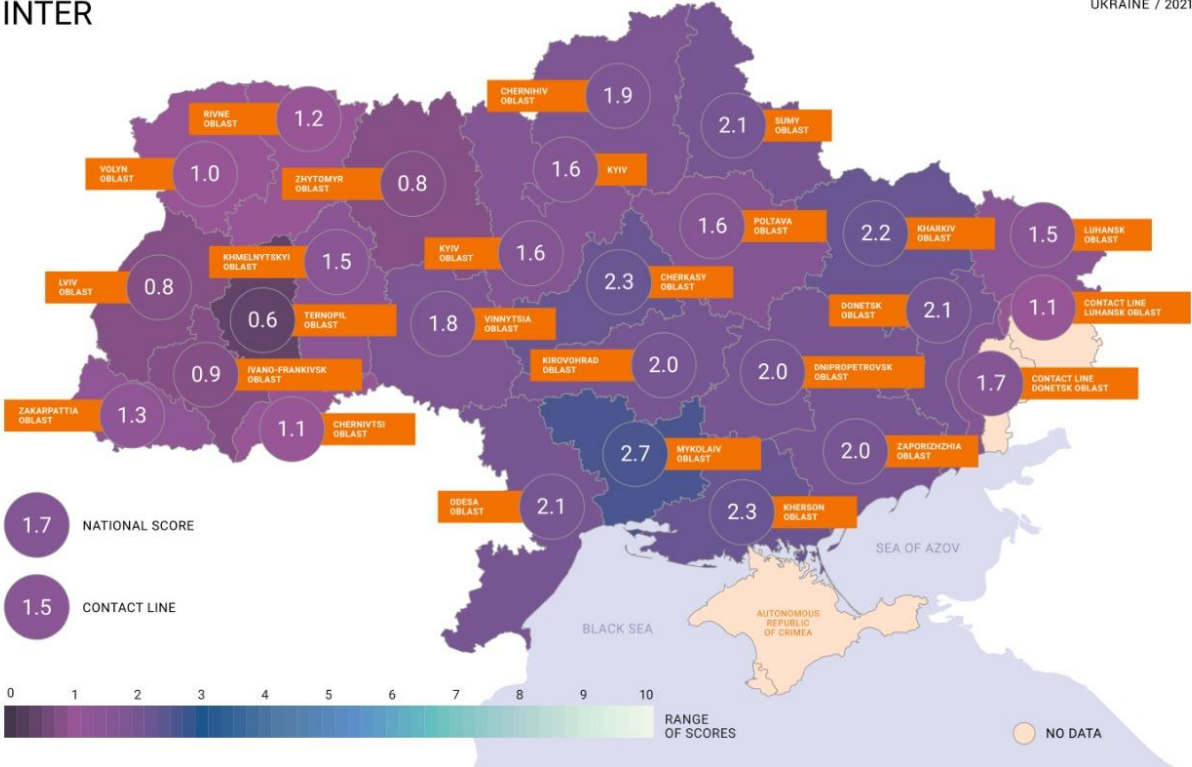 INTER
UKRAINE / 2021
CHERNIHIV
OBLAST
1.9
RIVNE
OBLAST
1.2
2.1
SUMY
OBLAST
VOLYN
OBLAST
1.0
ZHYTOMYR
OBLAST
0.8
1.6
KYIV
1.6
POLTAVA
OBLAST
2.2
KHARKIV
OBLAST
1.5
LUHANSK
OBLAST
KHMELNYTSKYI
OBLAST
1.5
KYIV
OBLAST
1.6
2.3
CHERKASY
OBLAST
LVIV
OBLAST
0.8
0.6
TERNOPIL
OBLAST
1.8
VINNYTSIA
OBLAST
DONETSK
OBLAST
2.1
1.1
CONTACT LINE
LUHANSK OBLAST
0.9
IVANO-FRANKIVSK
OBLAST
KIROVOHRAD
OBLAST
2.0
2.0
DNIPROPETROVSK
OBLAST
1.7
CONTACT LINE
DONETSK OBLAST
ZAKARPATTIA
OBLAST
1.3
1.1
CHERNIVTSI
OBLAST
2.7
MYKOLAIV
OBLAST
2.0
ZAPORIZHZHIA
OBLAST
ODESA
OBLAST
2.1
2.3
KHERSON
OBLAST
1.7
NATIONAL SCORE
SEA OF AZOV
1.5
CONTACT LINE
BLACK SEA
AUTONOMOUS
REPUBLIC
OF CRIMEA
0 1 2 3 4 5 6 7 8 9 10
RANGE
OF SCORES
NO DATA